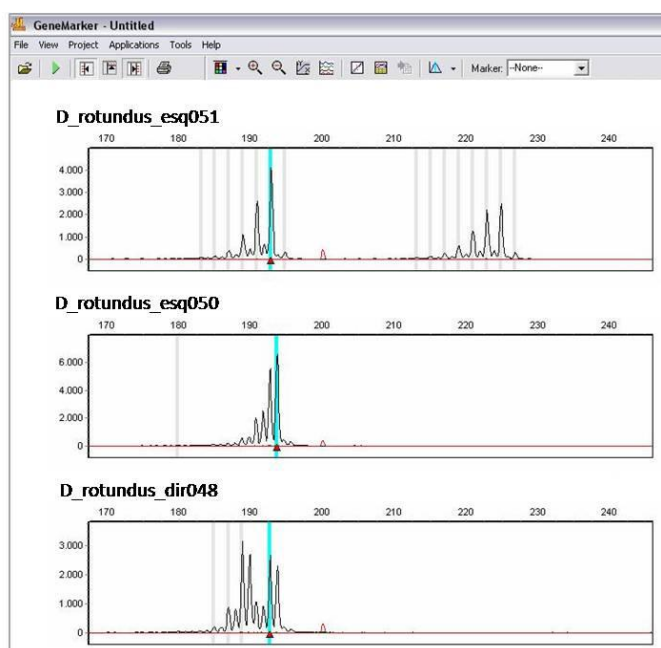 GeneMarker - Untitled
File View Project Applications Tools Help
Marker: --None--
D_rotundus_esq051
170 180 190 200 210 220 230 240
4.000
3.000
2.000
1.000
0
D_rotundus_esq050
170 180 190 200 210 220 230 240
6.000
4.000
2.000
0
D_rotundus_dir048
170 180 190 200 210 220 230 240
3.000
2.000
1.000
0